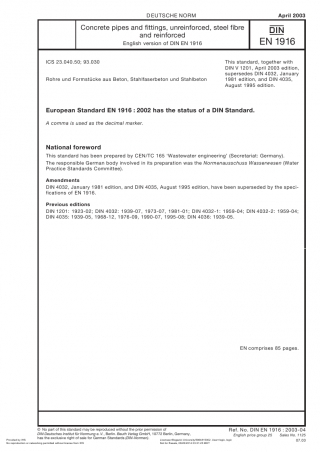 DEUTSCHE NORM
April 2003
Concrete pipes and fittings, unreinforced, steel fibre
and reinforced
English version of DIN EN 1916
DIN
EN 1916
ICS 23.040.50; 93.030
This standard, together with
DIN V 1201, April 2003 edition,
supersedes DIN 4032, January
1981 edition, and DIN 4035,
August 1995 edition.
Rohre und Formstücke aus Beton, Stahlfaserbeton und Stahlbeton
European Standard EN 1916 : 2002 has the status of a DIN Standard.
A comma is used as the decimal marker.
National foreword
This standard has been prepared by CEN/TC 165 ‘Wastewater engineering’ (Secretariat: Germany).
The responsible German body involved in its preparation was the Normenausschuss Wasserwesen (Water
Practice Standards Committee).
Amendments
DIN 4032, January 1981 edition, and DIN 4035, August 1995 edition, have been superseded by the speci-
fications of EN 1916.
Previous editions
DIN 1201: 1923-02; DIN 4032: 1939-07, 1973-07, 1981-01; DIN 4032-1: 1959-04; DIN 4032-2: 1959-04;
DIN 4035: 1939-05, 1968-12, 1976-09, 1990-07, 1995-08; DIN 4036: 1939-05.
EN comprises 85 pages.
© No part of this standard may be reproduced without the prior permission of
DIN Deutsches Institut für Normung e. V., Berlin. Beuth Verlag GmbH, 10772 Berlin, Germany,
has the exclusive right of sale for German Standards (DIN-Normen).
Ref. No. DIN EN 1916 : 2003-04
English price group 21 Sales No. 1125
07.03